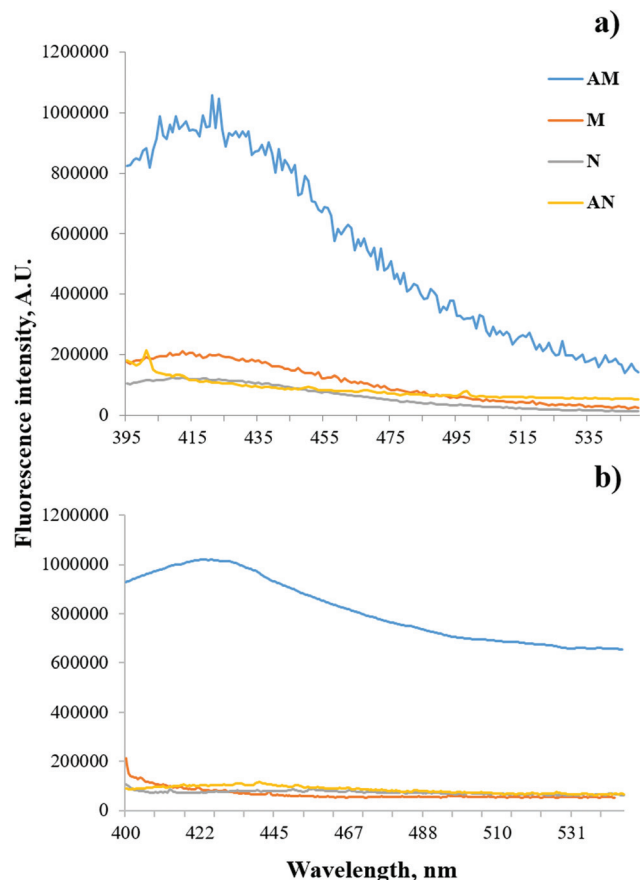 a)
1200000
1000000
800000
600000
400000
200000
0
395 415 435 455 475 495 515 535
AM
M
N
AN
Fluorescence intensity, A.U.
b)
1200000
1000000
800000
600000
400000
200000
0
400 422 445 467 488 510 531
Wavelength, nm